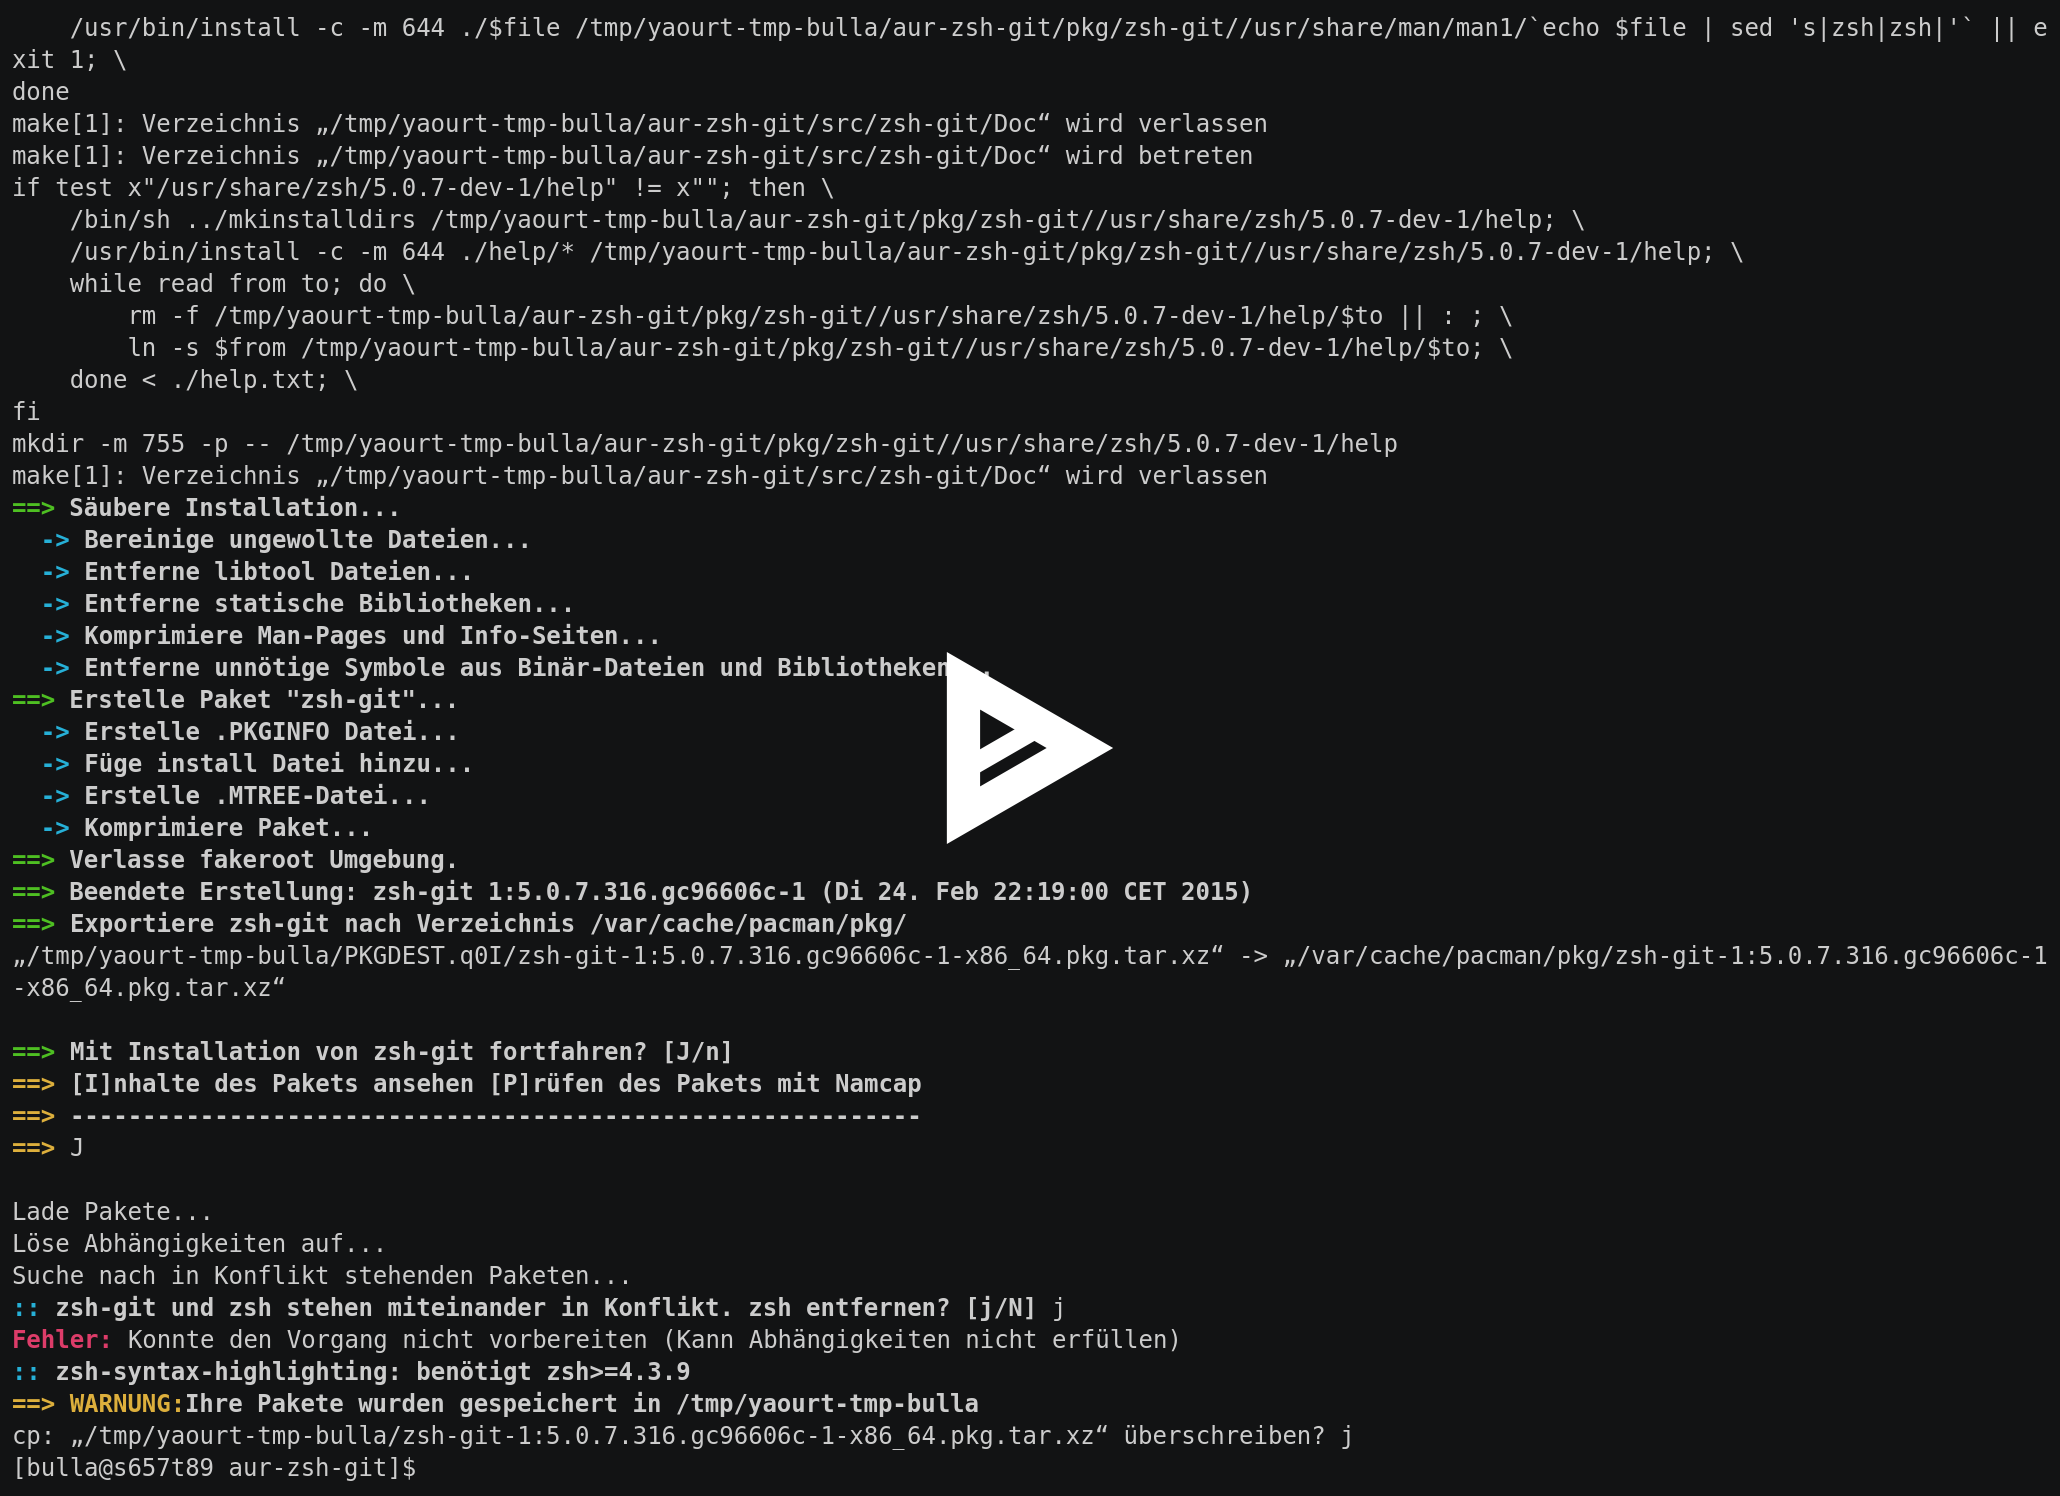 /usr/bin/install -c -m 644 ./$file /tmp/yaourt-tmp-bulla/aur-zsh-git/pkg/zsh-git//usr/share/man/man1/`echo $file | sed 's|zsh|zsh|'` || e
xit 1; \
done
make[1]: Verzeichnis „/tmp/yaourt-tmp-bulla/aur-zsh-git/src/zsh-git/Doc“ wird verlassen
make[1]: Verzeichnis „/tmp/yaourt-tmp-bulla/aur-zsh-git/src/zsh-git/Doc“ wird betreten
if test x"/usr/share/zsh/5.0.7-dev-1/help" != x""; then \
    /bin/sh ../mkinstalldirs /tmp/yaourt-tmp-bulla/aur-zsh-git/pkg/zsh-git//usr/share/zsh/5.0.7-dev-1/help; \
    /usr/bin/install -c -m 644 ./help/* /tmp/yaourt-tmp-bulla/aur-zsh-git/pkg/zsh-git//usr/share/zsh/5.0.7-dev-1/help; \
    while read from to; do \
        rm -f /tmp/yaourt-tmp-bulla/aur-zsh-git/pkg/zsh-git//usr/share/zsh/5.0.7-dev-1/help/$to || : ; \
        ln -s $from /tmp/yaourt-tmp-bulla/aur-zsh-git/pkg/zsh-git//usr/share/zsh/5.0.7-dev-1/help/$to; \
    done < ./help.txt; \
fi
mkdir -m 755 -p -- /tmp/yaourt-tmp-bulla/aur-zsh-git/pkg/zsh-git//usr/share/zsh/5.0.7-dev-1/help
make[1]: Verzeichnis „/tmp/yaourt-tmp-bulla/aur-zsh-git/src/zsh-git/Doc“ wird verlassen
==> Säubere Installation...
  -> Bereinige ungewollte Dateien...
  -> Entferne libtool Dateien...
  -> Entferne statische Bibliotheken...
  -> Komprimiere Man-Pages und Info-Seiten...
  -> Entferne unnötige Symbole aus Binär-Dateien und Bibliotheken...
==> Erstelle Paket "zsh-git"...
  -> Erstelle .PKGINFO Datei...
  -> Füge install Datei hinzu...
  -> Erstelle .MTREE-Datei...
  -> Komprimiere Paket...
==> Verlasse fakeroot Umgebung.
==> Beendete Erstellung: zsh-git 1:5.0.7.316.gc96606c-1 (Di 24. Feb 22:19:00 CET 2015)
==> Exportiere zsh-git nach Verzeichnis /var/cache/pacman/pkg/
„/tmp/yaourt-tmp-bulla/PKGDEST.q0I/zsh-git-1:5.0.7.316.gc96606c-1-x86_64.pkg.tar.xz“ -> „/var/cache/pacman/pkg/zsh-git-1:5.0.7.316.gc96606c-1
-x86_64.pkg.tar.xz“

==> Mit Installation von zsh-git fortfahren? [J/n]
==> [I]nhalte des Pakets ansehen [P]rüfen des Pakets mit Namcap
==> -----------------------------------------------------------
==> J

Lade Pakete...
Löse Abhängigkeiten auf...
Suche nach in Konflikt stehenden Paketen...
:: zsh-git und zsh stehen miteinander in Konflikt. zsh entfernen? [j/N] j
Fehler: Konnte den Vorgang nicht vorbereiten (Kann Abhängigkeiten nicht erfüllen)
:: zsh-syntax-highlighting: benötigt zsh>=4.3.9
==> WARNUNG:Ihre Pakete wurden gespeichert in /tmp/yaourt-tmp-bulla
cp: „/tmp/yaourt-tmp-bulla/zsh-git-1:5.0.7.316.gc96606c-1-x86_64.pkg.tar.xz“ überschreiben? j
[bulla@s657t89 aur-zsh-git]$